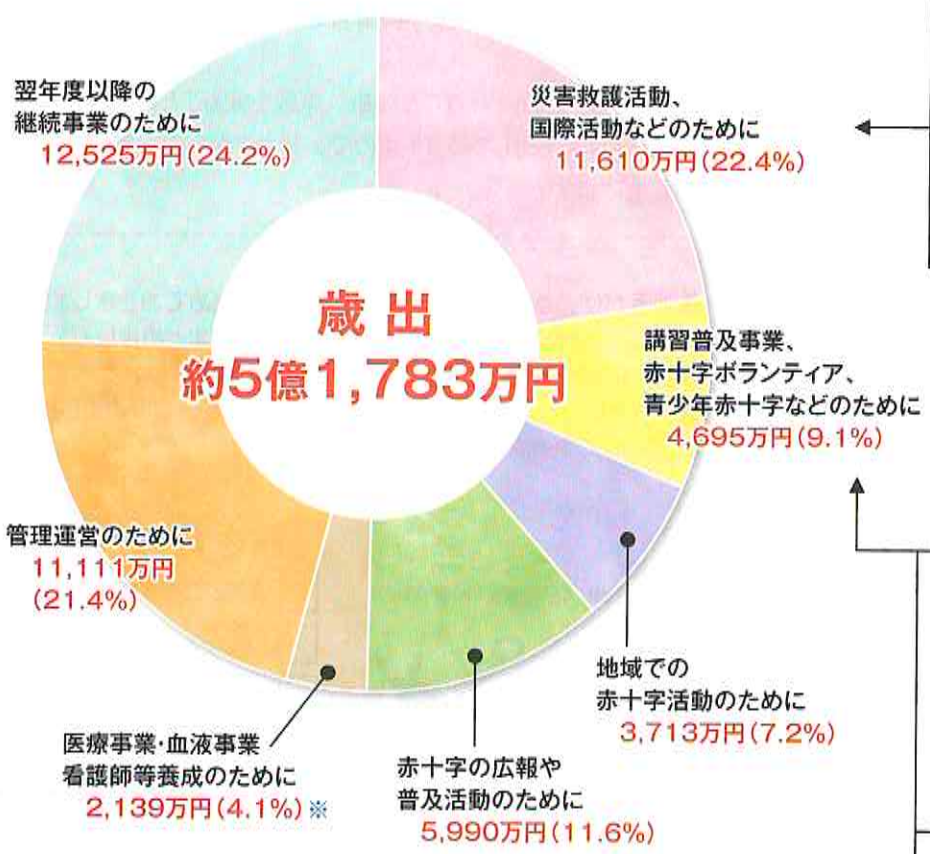 翌年度以降の
継続事業のために
12,525万円(24.2%)
災害救護活動、
国際活動などのために
11,610万円(22.4%)
歳出
約5億1,783万円
講習普及事業、
赤十字ボランティア、
青少年赤十字などのために
4,695万円(9.1%)
管理運営のために
11,111万円
(21.4%)
地域での
赤十字活動のために
3,713万円(7.2%)
医療事業・血液事業
看護師等養成のために
2,139万円(4.1%)※
赤十字の広報や
普及活動のために
5,990万円(11.6%)